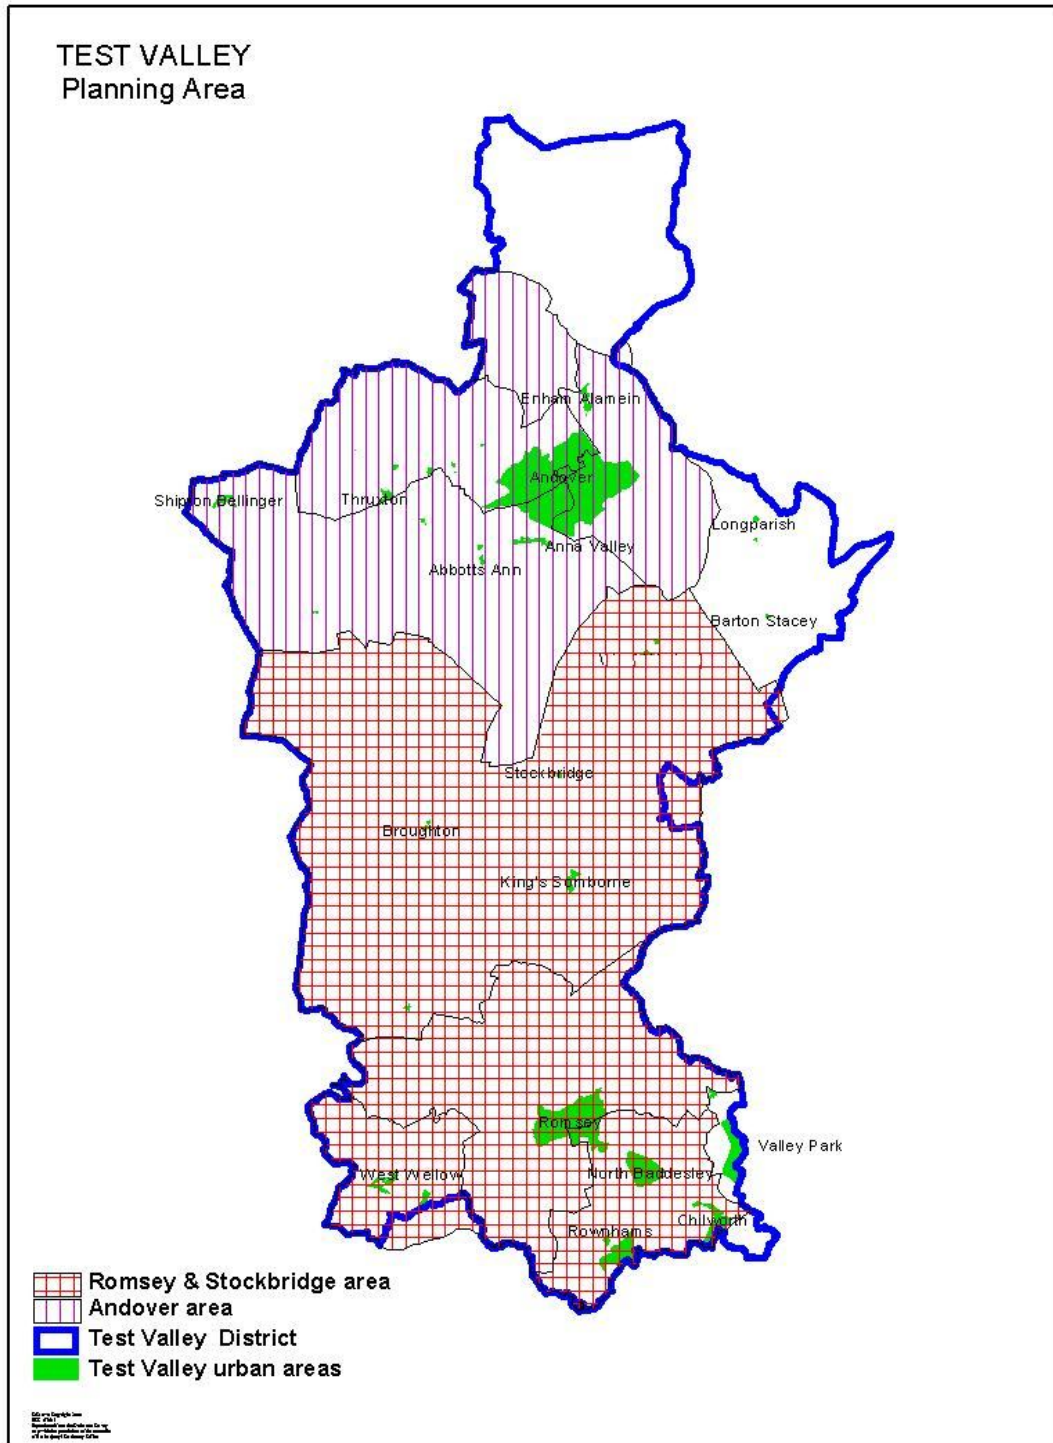 TEST VALLEY
Planning Area
Enham Alamein
Andover
Shipton Bellinger
Thruxton
Longparish
Anna Valley
Abbotts Ann
Barton Stacey
Stockbridge
Broughton
King's Somborne
Romsey
Valley Park
West Wellow
North Baddesley
Chilworth
Rownhams
Romsey & Stockbridge area
Andover area
Test Valley District
Test Valley urban areas